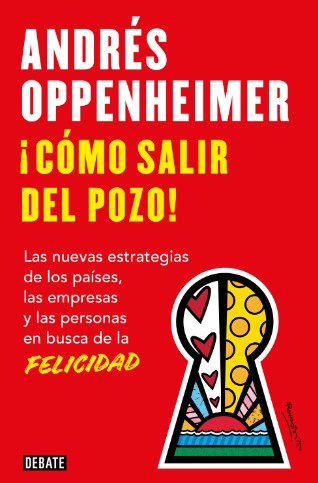 ANDRÉS
OPPENHEIMER
¡CÓMO SALIR
DEL POZO!
Las nuevas estrategias
de los países,
las empresas
y las personas
en busca de la
FELICIDAD
DEBATE